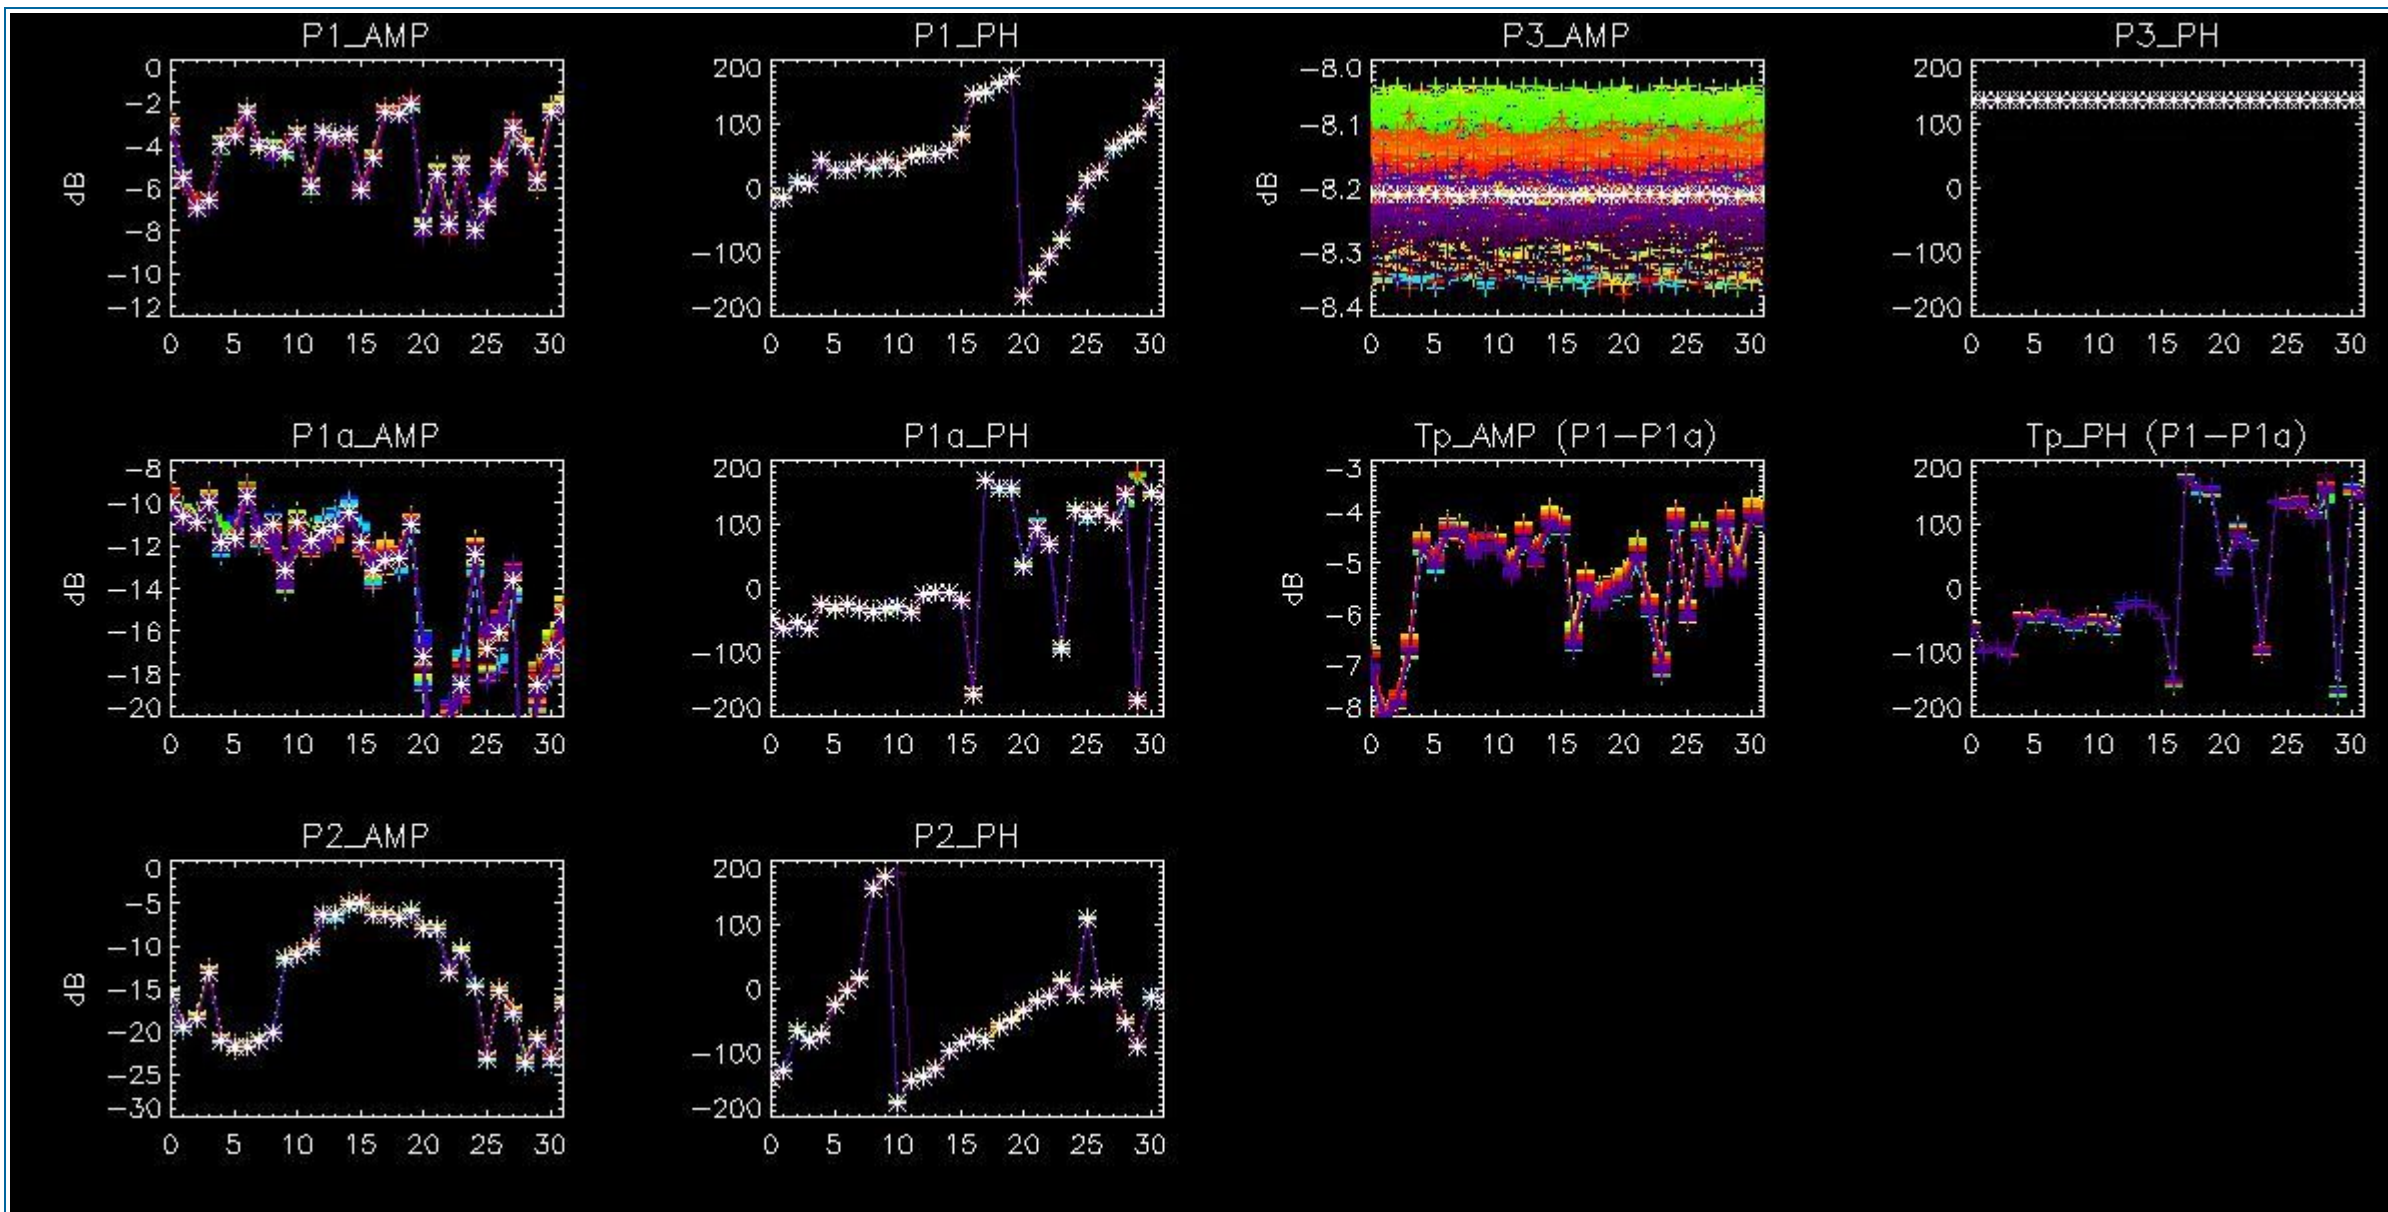 P1_AMP P1_PH P3_AMP P3_PH
0 200 -8.0 200
-2 100 -8.1 100
-4 0 -8.2 0
-6 -100 -8.3 -100
-8 -200 -8.4 -200
-10
-12
dB dB
0 5 10 15 20 25 30 0 5 10 15 20 25 30 0 5 10 15 20 25 30 0 5 10 15 20 25 30
P1a_AMP P1a_PH Tp_AMP (P1-P1a) Tp_PH (P1-P1a)
-8 200 -3 200
-10 100 -4 100
-12 0 -5 0
-14 -100 -6 -100
-16 -200 -7 -200
-18 -8
-20
dB dB
0 5 10 15 20 25 30 0 5 10 15 20 25 30 0 5 10 15 20 25 30 0 5 10 15 20 25 30
P2_AMP P2_PH
0 200
-5 100
-10 0
-15 -100
-20 -200
-25
-30
dB
0 5 10 15 20 25 30 0 5 10 15 20 25 30